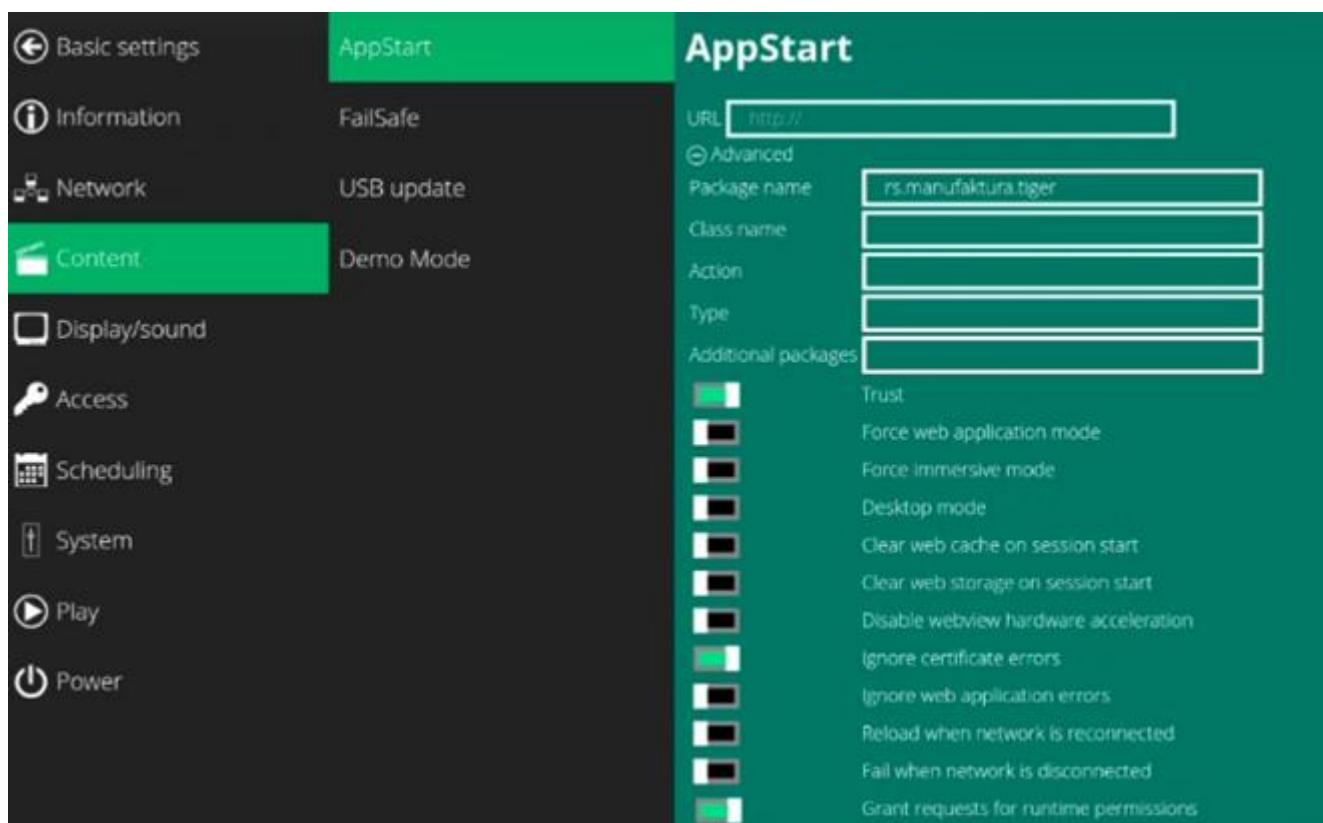 Basic settings
Information
Network
Content
Display/sound
Access
Scheduling
System
Play
Power
AppStart
FailSafe
USB update
Demo Mode
AppStart
URL http://
Advanced
Package name rs.manufaktura.tiger
Class name
Action
Type
Additional packages
Trust
Force web application mode
Force immersive mode
Desktop mode
Clear web cache on session start
Clear web storage on session start
Disable webview hardware acceleration
Ignore certificate errors
Ignore web application errors
Reload when network is reconnected
Fail when network is disconnected
Grant requests for runtime permissions